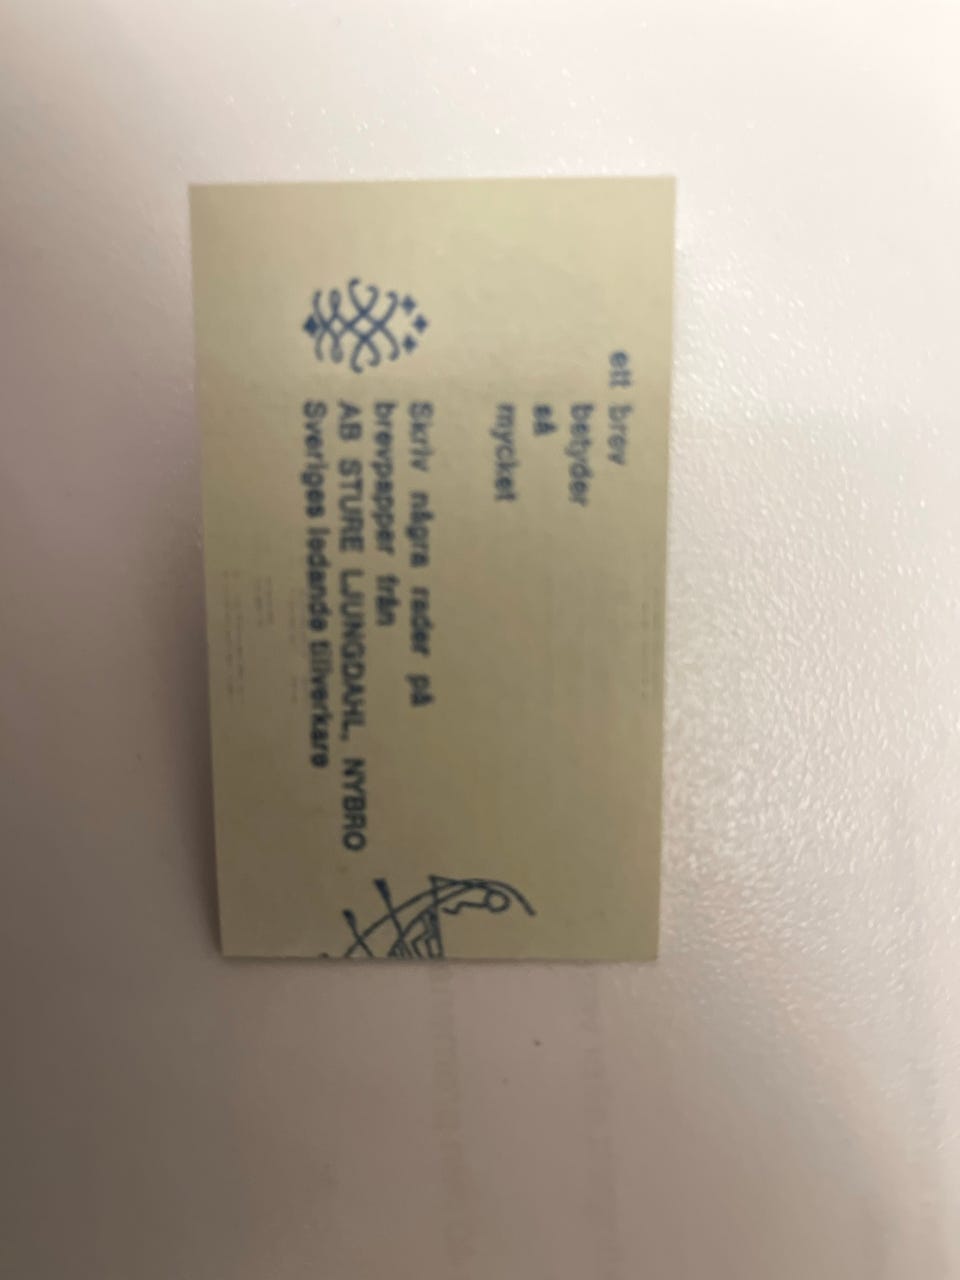 ett brev
betyder
så
mycket
Skriv några rader på
brevpapper från
AB STURE LJUNGDAHL, NYBRO
Sveriges ledande tillverkare